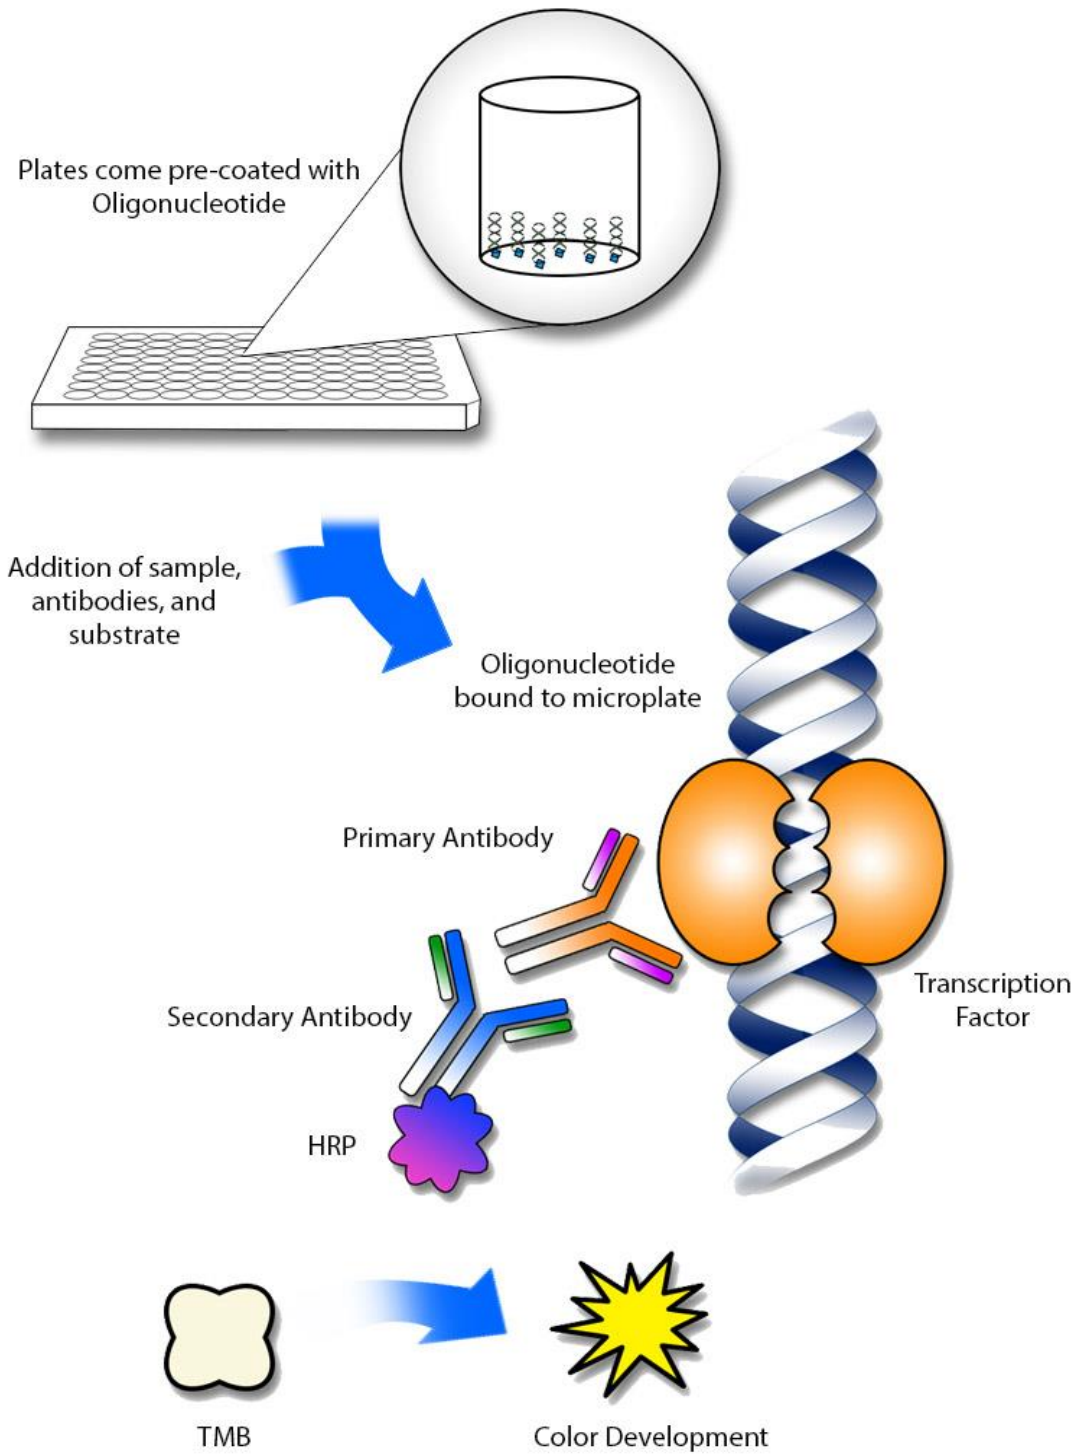 Plates come pre-coated with
Oligonucleotide
Addition of sample,
antibodies, and
substrate
Oligonucleotide
bound to microplate
Primary Antibody
Transcription
Factor
Secondary Antibody
HRP
TMB
Color Development